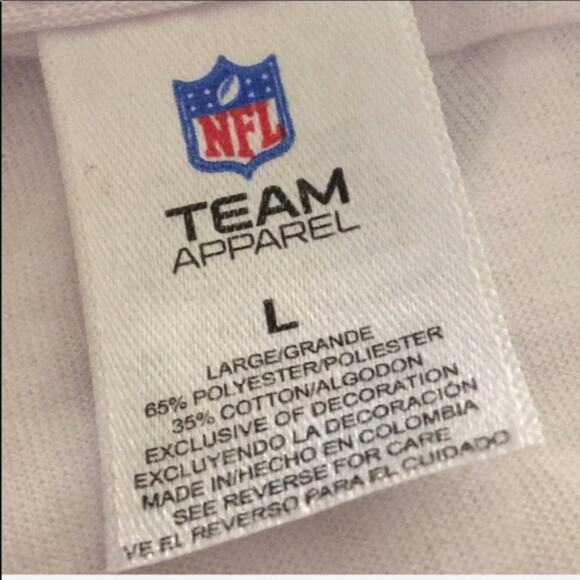 NFL
TEAM
APPAREL
L
LARGE/GRANDE
65% POLYESTER/POLIESTER
35% COTTON/ALGODON
EXCLUSIVE OF DECORATION
EXCLUYENDO LA DECORACIÓN
MADE IN/HECHO EN COLOMBIA
SEE REVERSE FOR CARE
VE EL REVERSO PARA EL CUIDADO